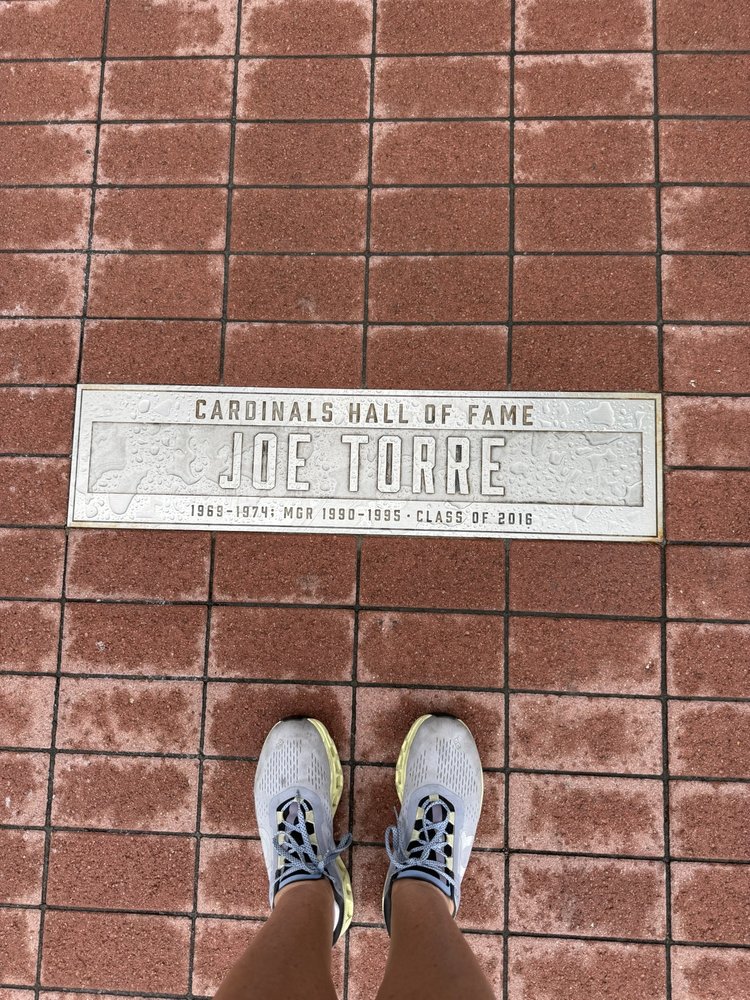 CARDINALS HALL OF FAME
JOE TORRE
1969-1974; MGR 1990-1995 · CLASS OF 2016